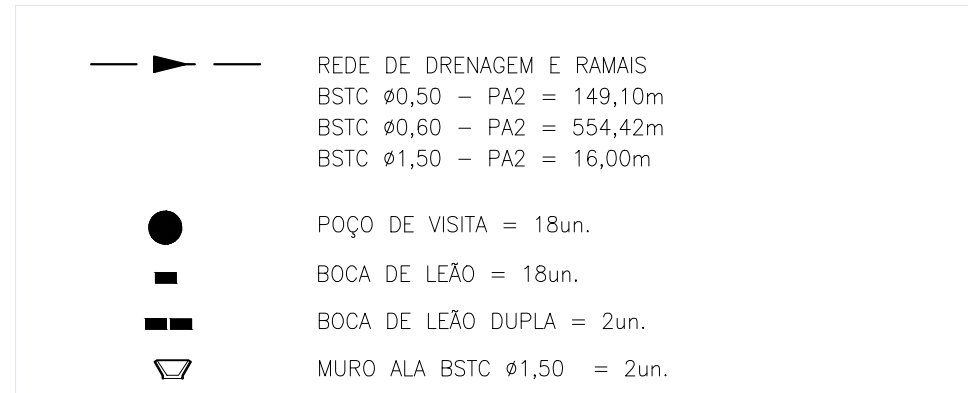 REDE DE DRENAGEM E RAMAIS
BSTC ø0,50 - PA2 = 149,10m
BSTC ø0,60 - PA2 = 554,42m
BSTC ø1,50 - PA2 = 16,00m
POÇO DE VISITA = 18un.
BOCA DE LEÃO = 18un.
BOCA DE LEÃO DUPLA = 2un.
MURO ALA BSTC ø1,50 = 2un.